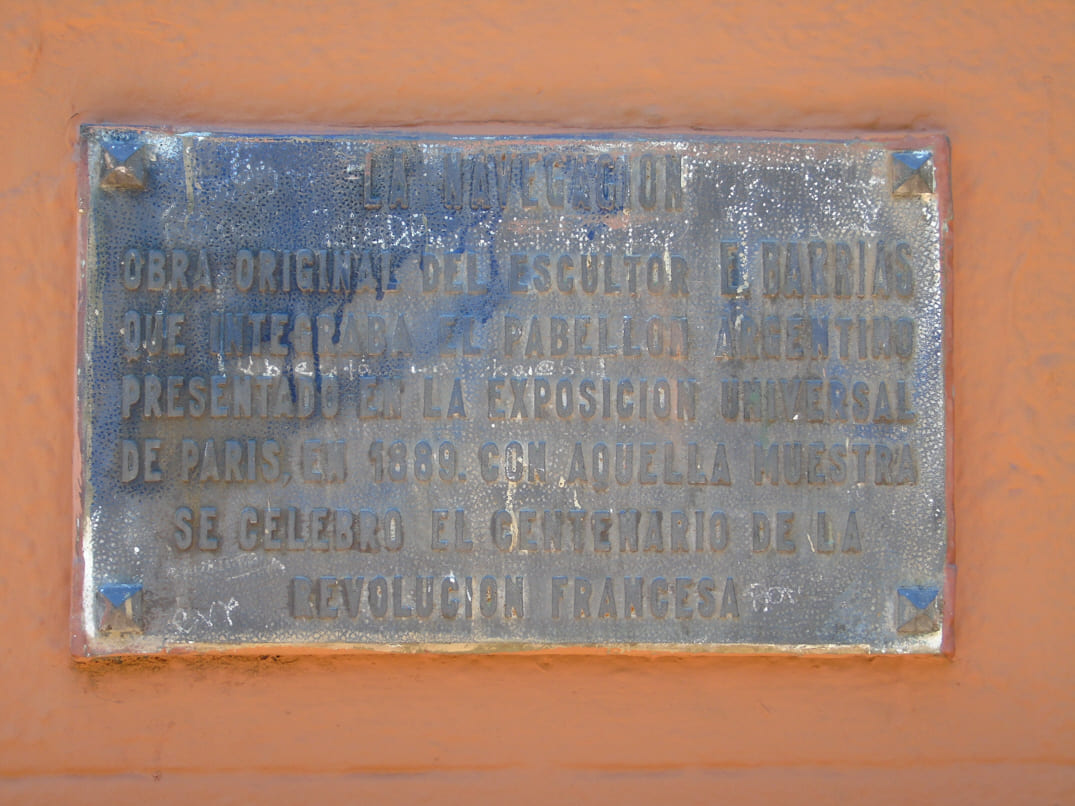 LA NAVEGACION
OBRA ORIGINAL DEL ESCULTOR E. BARRIAS
QUE INTEGRABA EL PABELLON ARGENTINO
PRESENTADO EN LA EXPOSICION UNIVERSAL
DE PARIS, EN 1889. CON AQUELLA MUESTRA
SE CELEBRO EL CENTENARIO DE LA
REVOLUCION FRANCESA